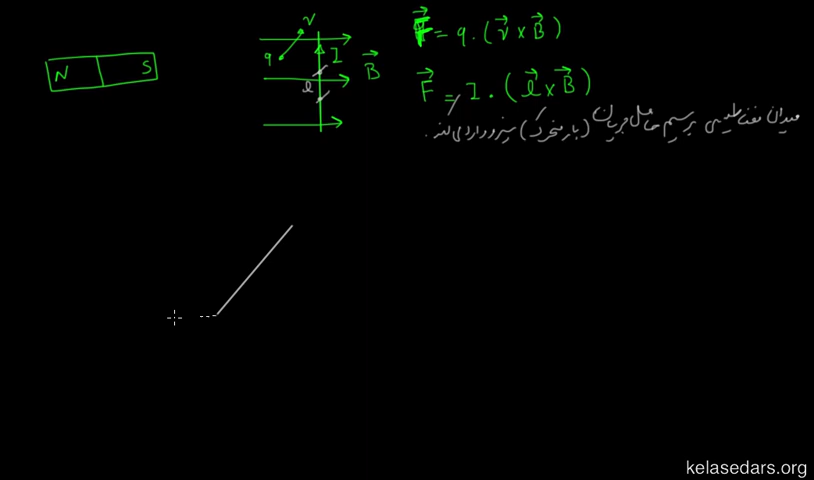 N S
v
q I
l B⃗
F⃗ = q . (v⃗ × B⃗)
F⃗ = I . (l⃗ × B⃗)
میدان مغناطیسی بر سیم حامل جریان (بار متحرک) نیرو وارد می کند.
kelasedars.org